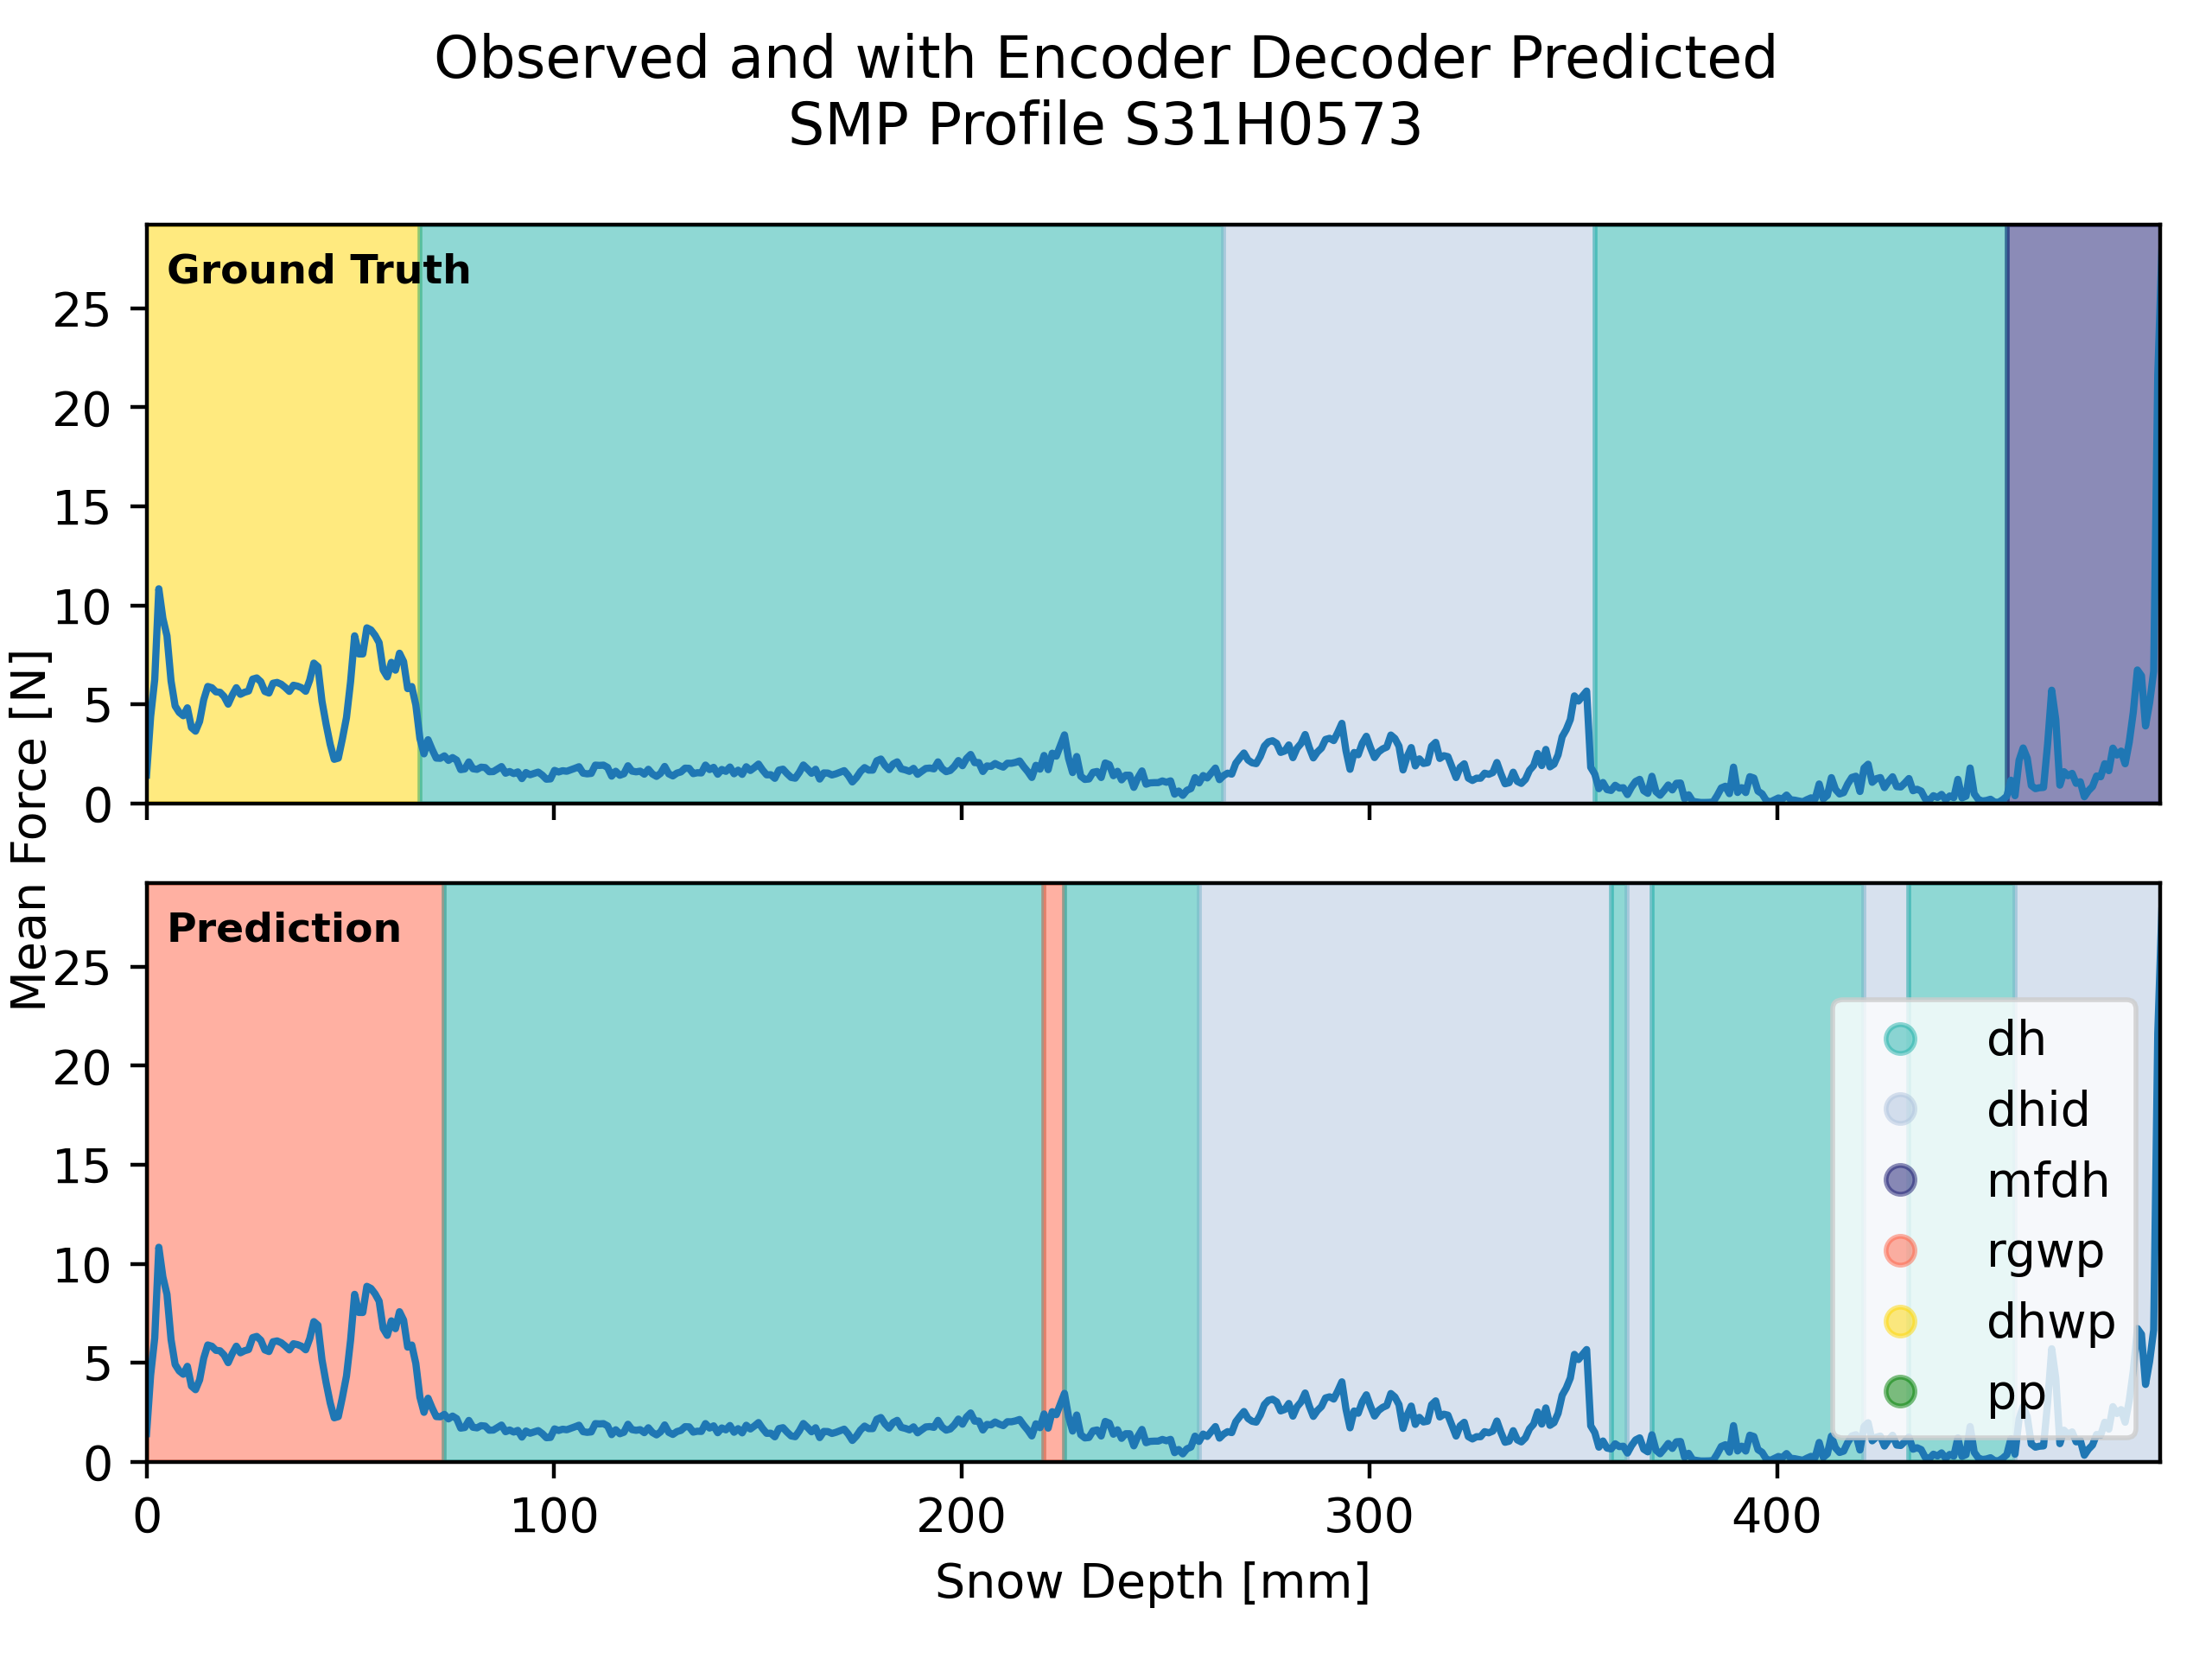 Observed and with Encoder Decoder Predicted
SMP Profile S31H0573
Ground Truth
25
20
15
10
5
0
Mean Force [N]
Prediction
25
20
15
10
5
0
dh
dhid
mfdh
rgwp
dhwp
pp
0 100 200 300 400
Snow Depth [mm]